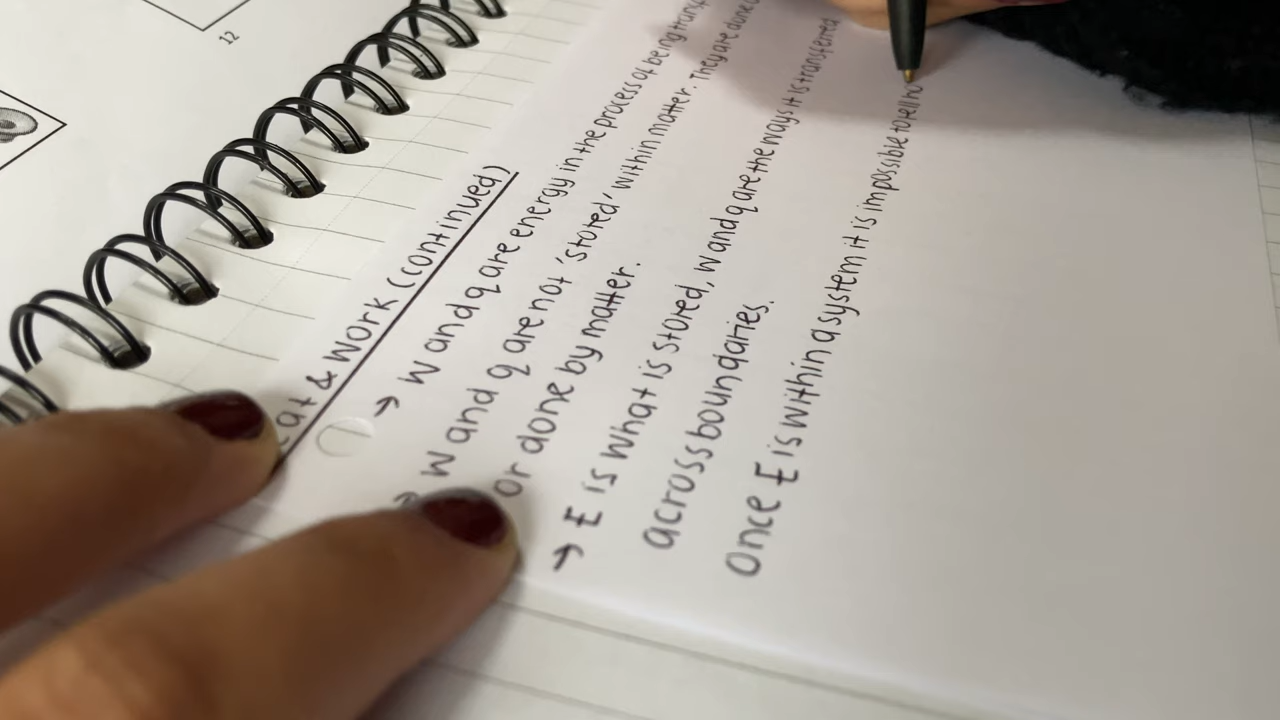 12
& Work (continued)
→ W and q are energy in the process of being
→ W and q are not 'stored' within matter. They are done
or done by matter.
→ E is what is stored, w and q are the ways it is transferred
across boundaries.
Once E is within a system it is impossible to tell